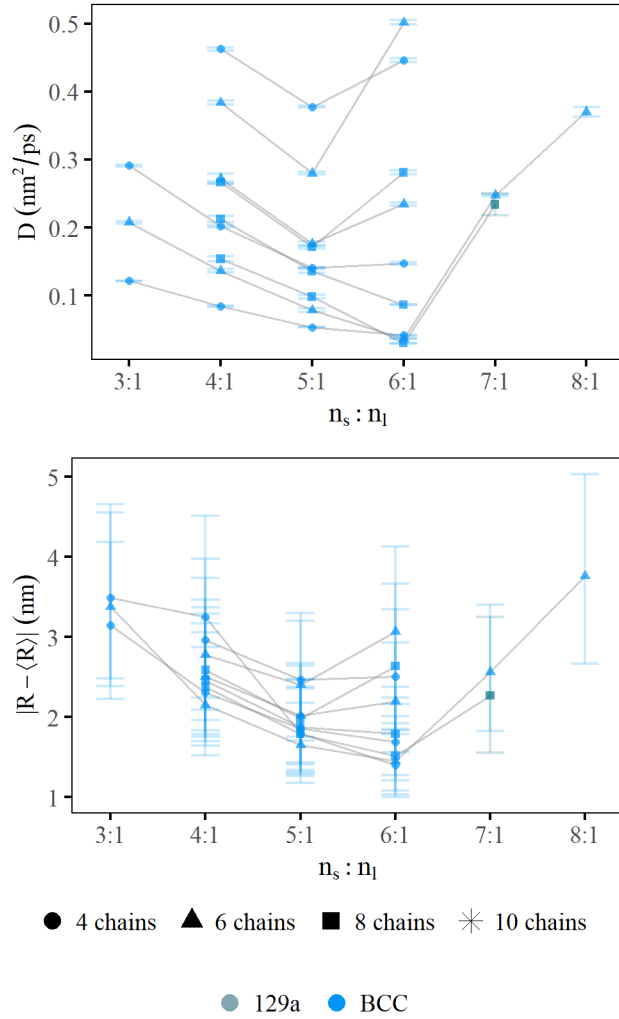 0.5
0.4
0.3
0.2
0.1
D (nm²/ps)
3:1 4:1 5:1 6:1 7:1 8:1
nₛ : nₗ
5
4
3
2
1
|R − ⟨R⟩| (nm)
3:1 4:1 5:1 6:1 7:1 8:1
nₛ : nₗ
4 chains 6 chains 8 chains 10 chains
129a BCC